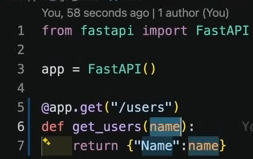 You, 58 seconds ago | 1 author (You)
1 from fastapi import FastAPI
2
3 app = FastAPI()
4
5 @app.get("/users")
6 def get_users(name):
7 return {"Name":name}